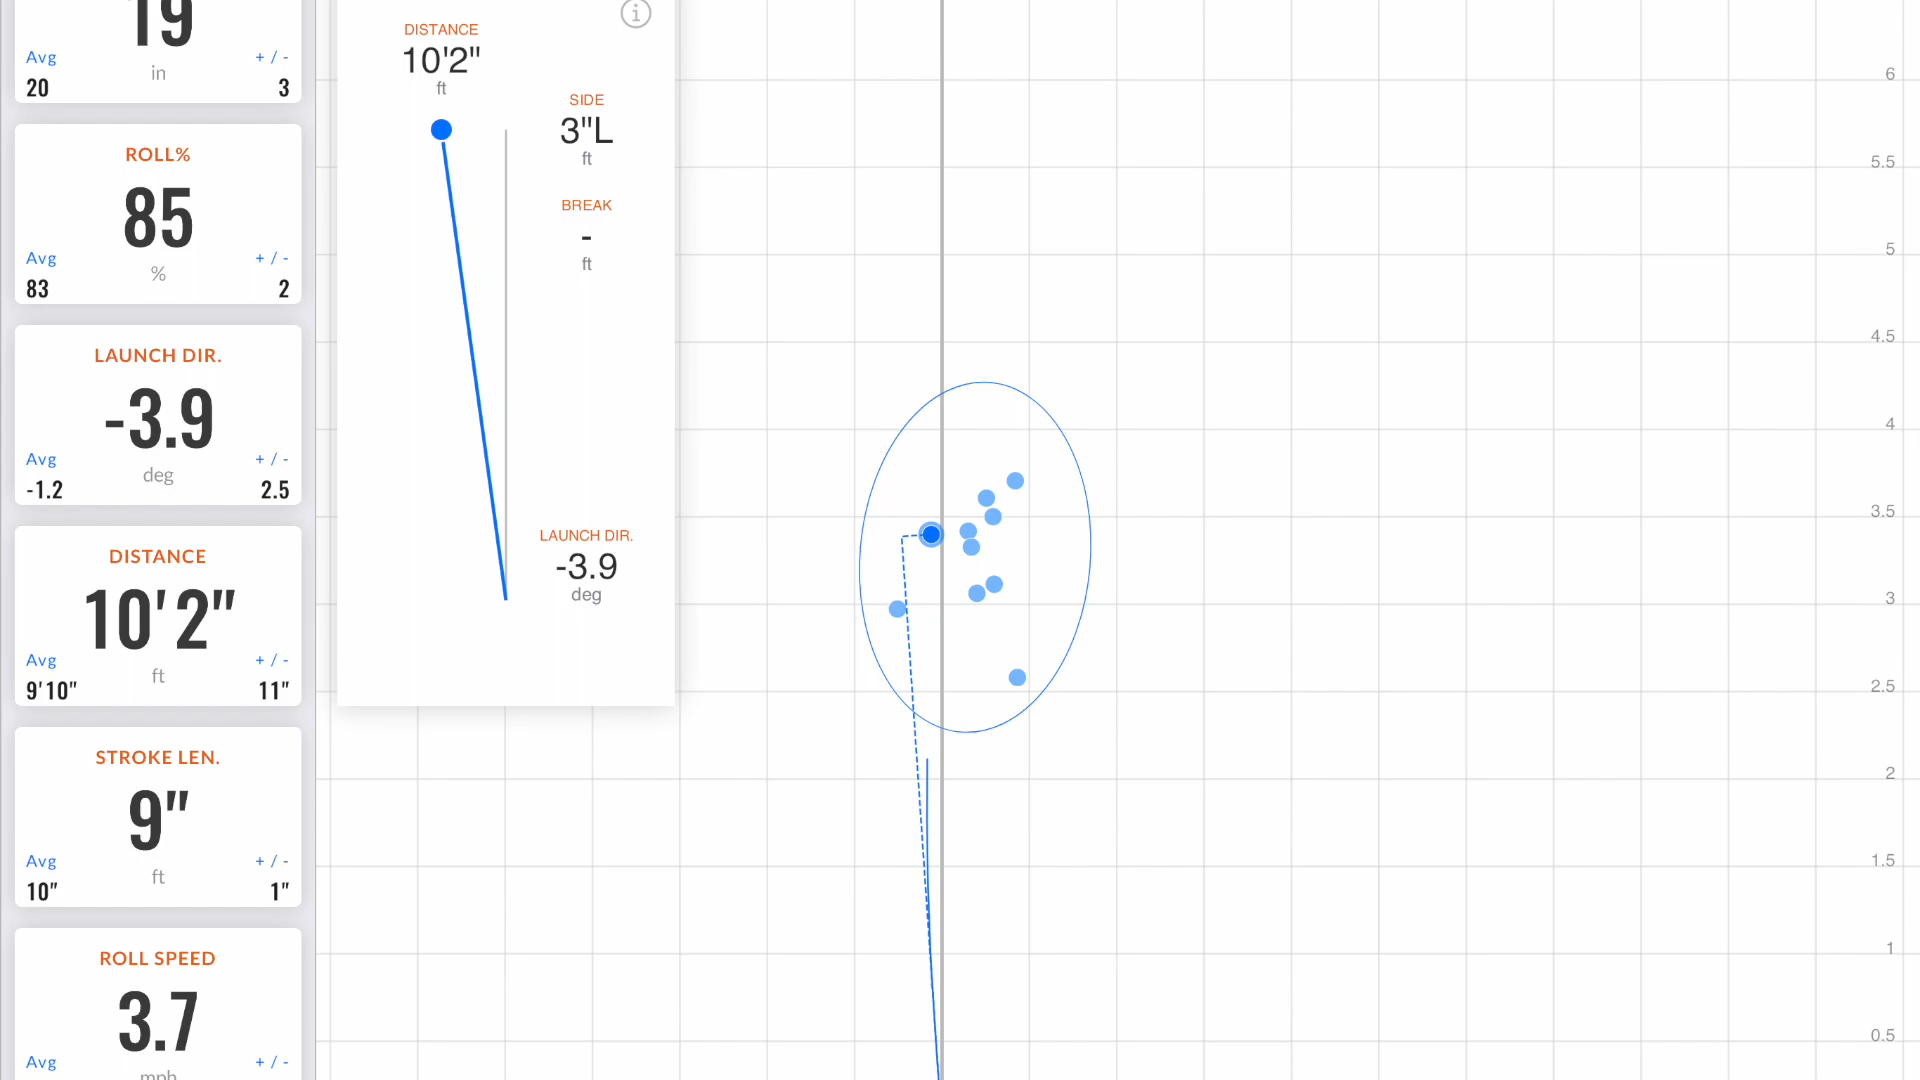 19
in
Avg
+ / -
20
3
ROLL%
85
%
Avg
+ / -
83
2
LAUNCH DIR.
-3.9
deg
Avg
+ / -
-1.2
2.5
DISTANCE
10'2"
ft
Avg
+ / -
9'10"
11"
STROKE LEN.
9"
ft
Avg
+ / -
10"
1"
ROLL SPEED
3.7
mph
Avg
+ / -
i
DISTANCE
10'2"
ft
SIDE
3"L
ft
BREAK
-
ft
LAUNCH DIR.
-3.9
deg
6
5.5
5
4.5
4
3.5
3
2.5
2
1.5
1
0.5